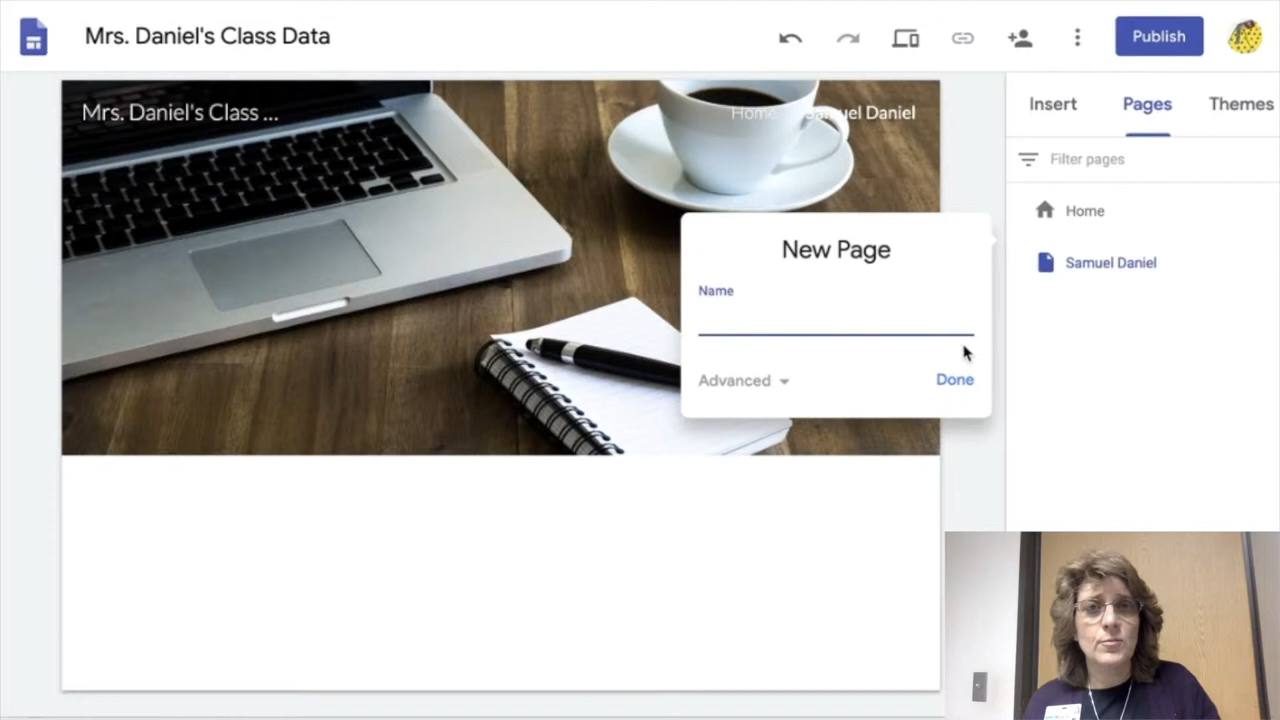 Mrs. Daniel's Class Data
Publish
Mrs. Daniel's Class ...
Home
Samuel Daniel
Insert
Pages
Themes
Filter pages
Home
Samuel Daniel
New Page
Name
Advanced
Done